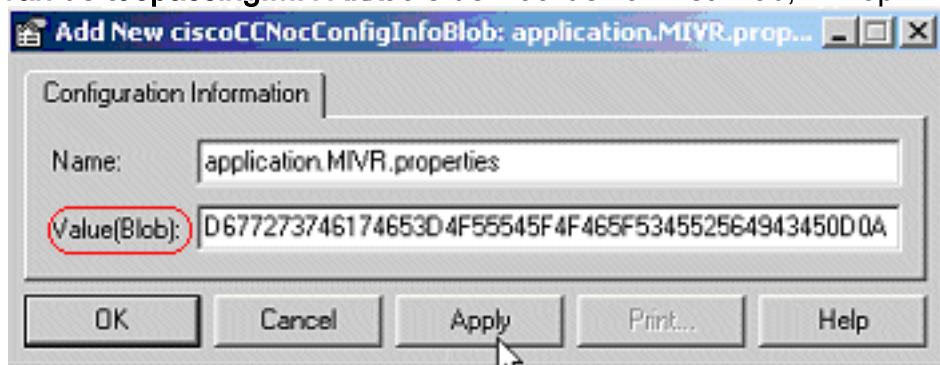 Add New ciscoCCNocConfigInfoBlob: application.MIVR.prop...
Configuration Information
Name: application.MIVR.properties
Value(Blob): D677273746174653D4F55545F4F465F534552564943450D0A
OK Cancel Apply Print... Help